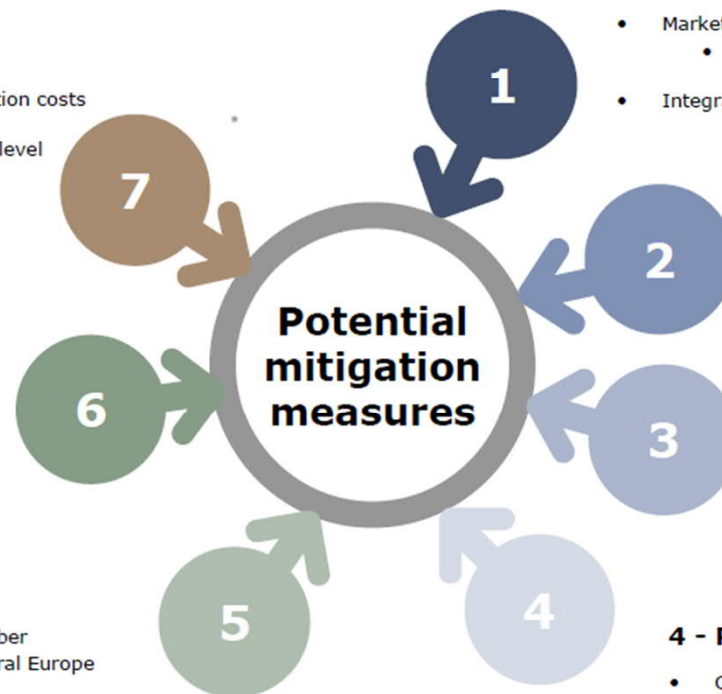 • Market
•
• Integr
tion costs
level
1
7
2
Potential
mitigation
measures
6
3
5
4
ber
ral Europe
4 - P
•